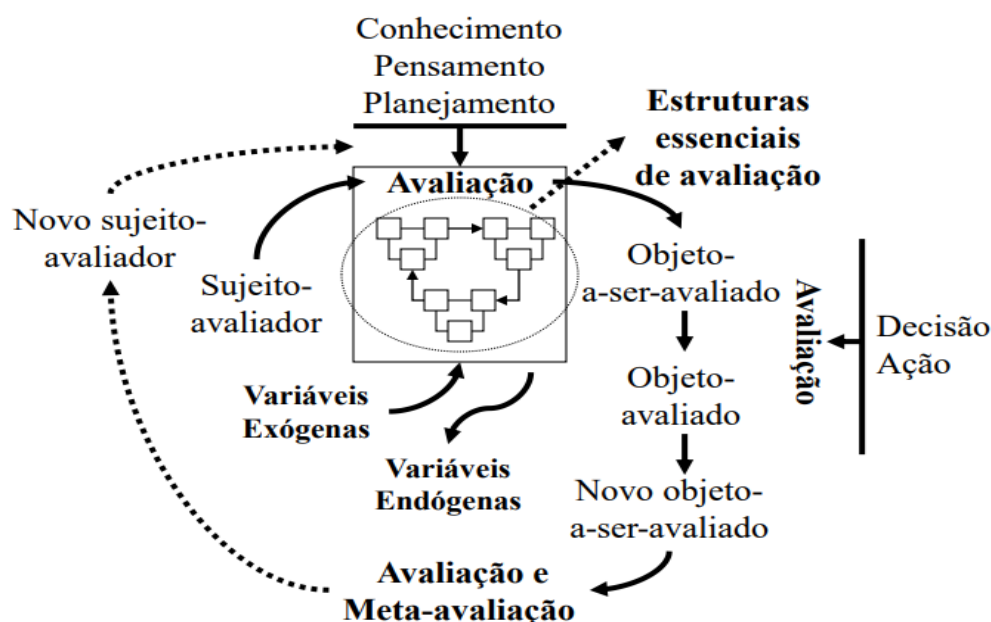 Conhecimento
Pensamento
Planejamento
Estruturas
essenciais
de avaliação
Avaliação
Novo sujeito-
avaliador
Sujeito-
avaliador
Objeto-
a-ser-avaliado
Avaliação
Decisão
Ação
Objeto-
avaliado
Variáveis
Exógenas
Variáveis
Endógenas
Novo objeto-
a-ser-avaliado
Avaliação e
Meta-avaliação